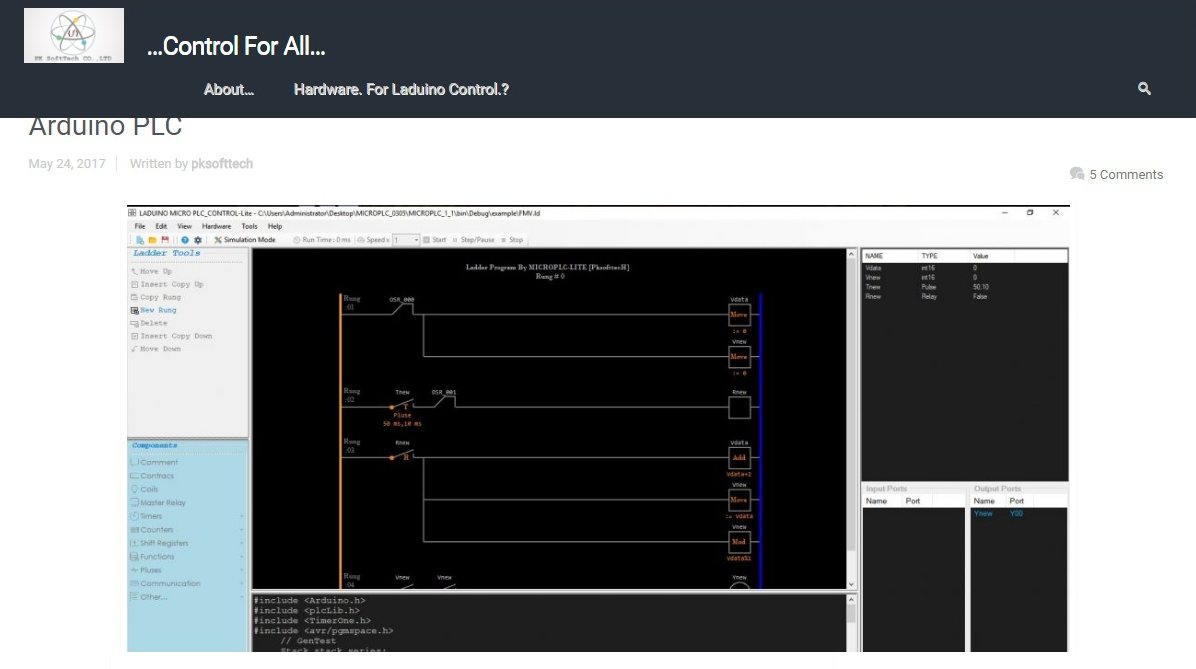 PK SoftTech CO.,LTD
...Control For All...
About...
Hardware. For Laduino Control.?
Arduino PLC
May 24, 2017
Written by pksofttech
5 Comments
LADUINO MICRO PLC_CONTROL-Lite - C:\Users\Administrator\Desktop\MICROPLC_0305\MICROPLC_1_1\bin\Debug\example\FMV.ld
File Edit View Hardware Tools Help
Simulation Mode Run Time : 0 ms Speed x 1 Start Step/Pause Stop
Ladder Tools
Move Up
Insert Copy Up
Copy Rung
New Rung
Delete
Insert Copy Down
Move Down
Components
Comment
Contracs
Coils
Master Relay
Timers
Counters
Shift Registers
Functions
Pluses
Communication
Other...
Ladder Program By MICROPLC-LITE [PksofttecH]
Rung # 0
Rung
:01
OSR_000
Vdata
Move
:= 0
Vnew
Move
:= 0
Rung
:02
Tnew
OSR_001
Rnew
T
Pluse
50 ms,10 ms
Rung
:03
Rnew
R
Vdata
Add
Vdata+2
Vnew
Move
:= Vdata
Vnew
Mod
Rung
:04
Vnew
Vnew
Ynew
#include <Arduino.h>
#include <plcLib.h>
#include <TimerOne.h>
#include <avr/pgmspace.h>
// GenTest
Stack stack_series;
NAME TYPE Value
Vdata int16 0
Vnew int16 0
Tnew Pulse 50,10
Rnew Relay False
Input Ports
Name Port
Output Ports
Name Port
Ynew Y00